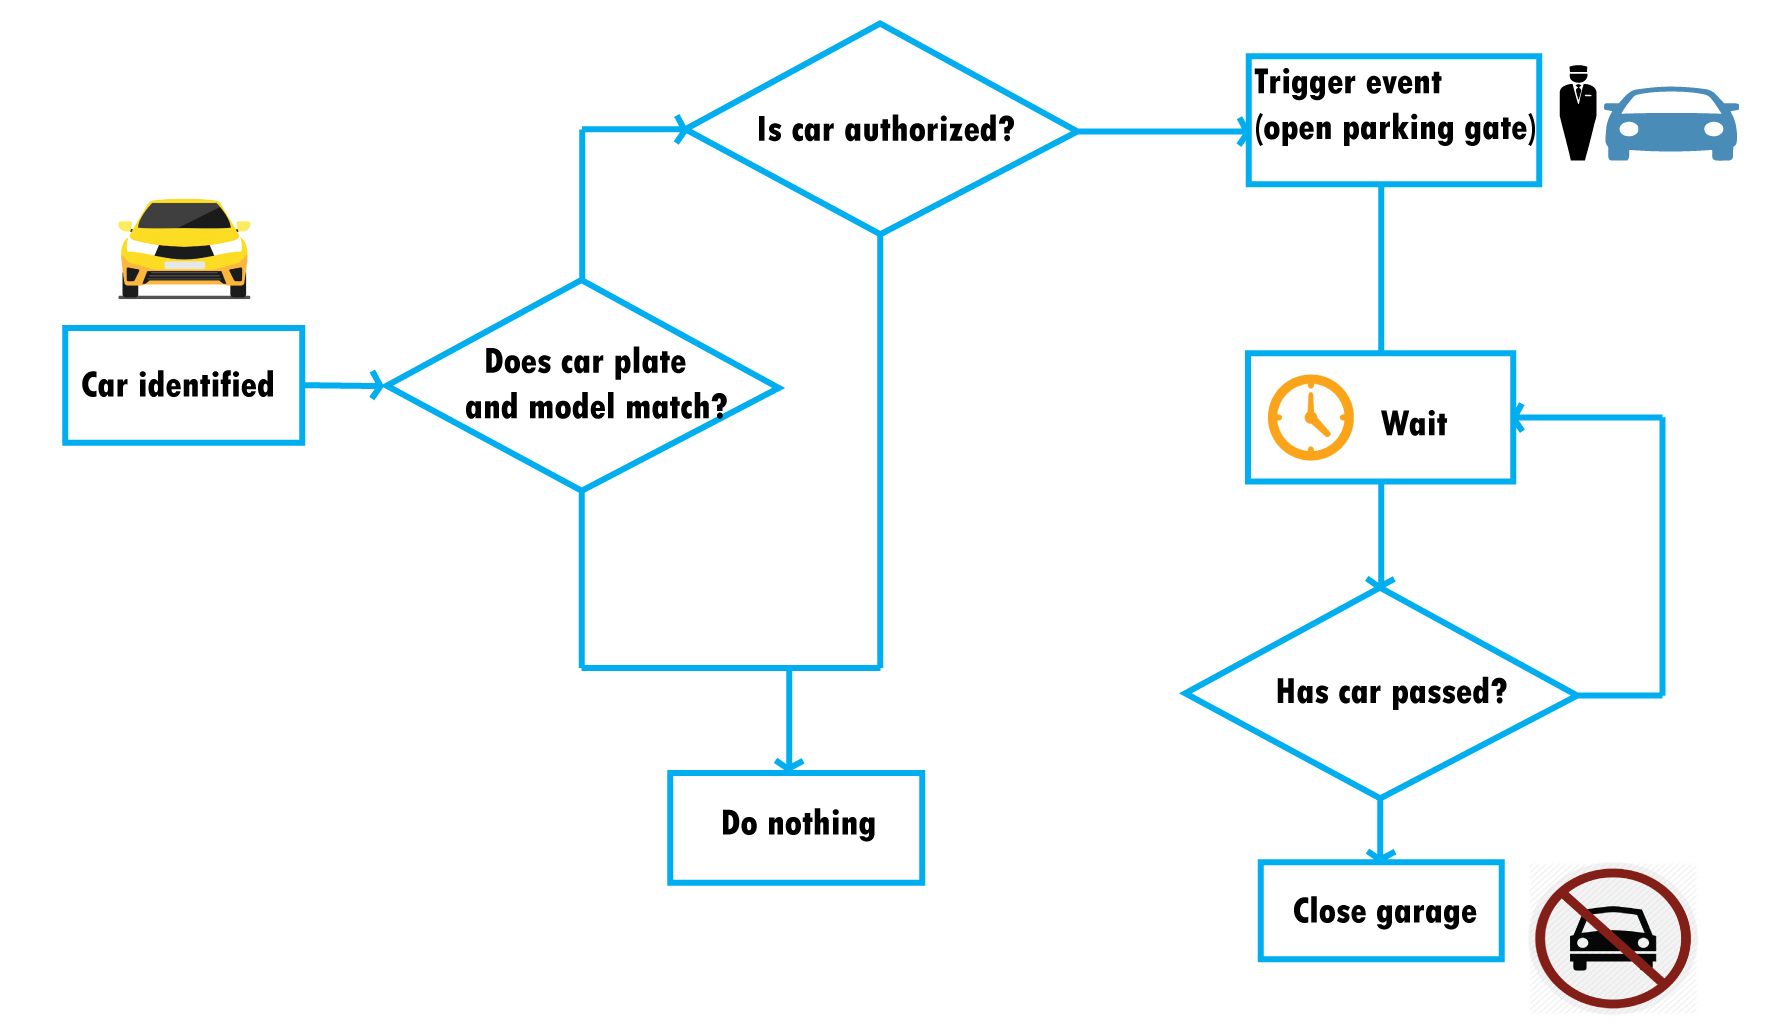 Is car authorized?
Trigger event
(open parking gate)
Car identified
Does car plate
and model match?
Wait
Has car passed?
Do nothing
Close garage